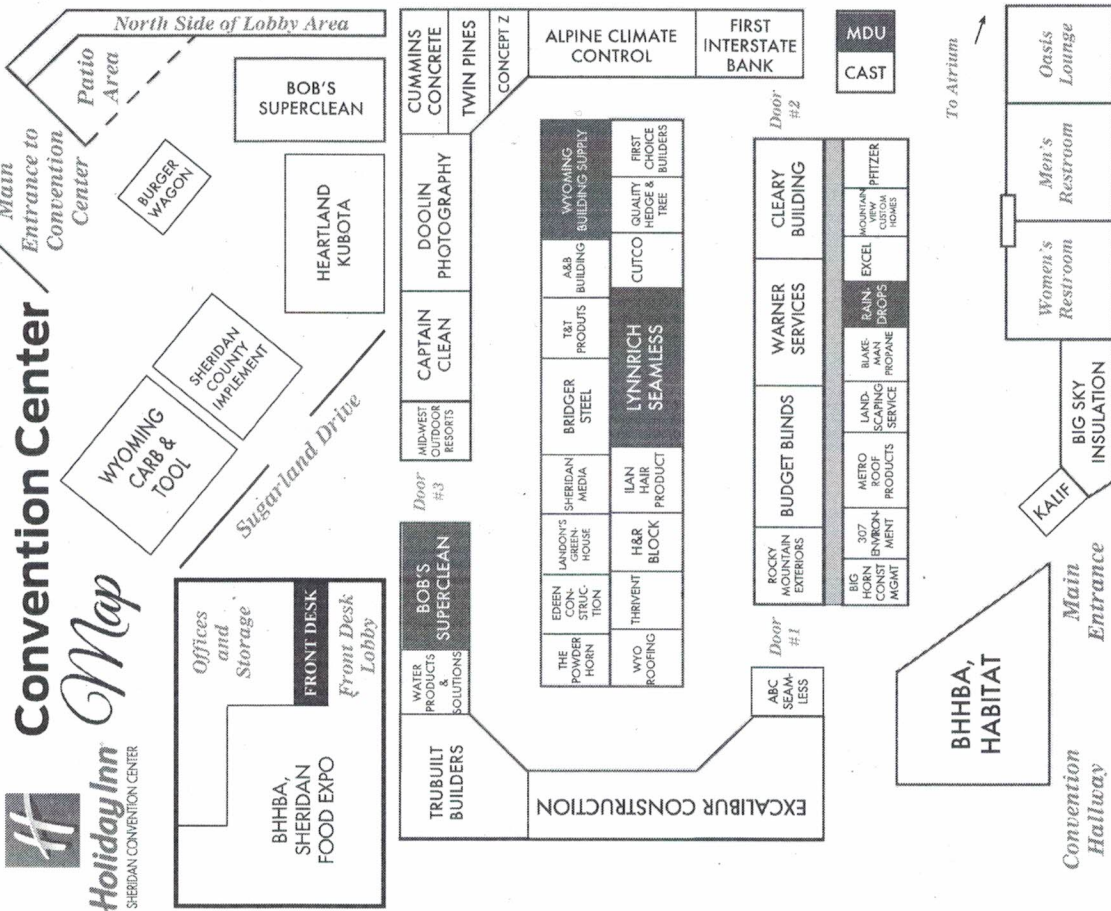 Holiday Inn
SHERIDAN CONVENTION CENTER
Convention Center
Map
Main
Entrance to
Convention
Center
Patio
Area
North Side of Lobby Area
BURGER
WAGON
BOB'S
SUPERCLEAN
HEARTLAND
KUBOTA
SHERIDAN
COUNTY
IMPLEMENT
WYOMING
CARB &
TOOL
Sugarland Drive
Offices
and
Storage
FRONT DESK
Front Desk
Lobby
BHHBA,
SHERIDAN
FOOD EXPO
TRUBUILT
BUILDERS
WATER
PRODUCTS
&
SOLUTIONS
BOB'S
SUPERCLEAN
Door
#3
MID-WEST
OUTDOOR
RESORTS
CAPTAIN
CLEAN
DOOLIN
PHOTOGRAPHY
CUMMINS
CONCRETE
TWIN PINES
CONCEPT Z
ALPINE CLIMATE
CONTROL
FIRST
INTERSTATE
BANK
MDU
CAST
THE
POWDER
HORN
EDEEN
CON-
STRUC-
TION
LANDON'S
GREEN-
HOUSE
SHERIDAN
MEDIA
BRIDGER
STEEL
T&T
PRODUTS
A&B
BUILDING
WYOMING
BUILDING SUPPLY
WYO
ROOFING
THRIVENT
H&R
BLOCK
ILAN
HAIR
PRODUCT
LYNNRICH
SEAMLESS
CUTCO
QUALITY
HEDGE &
TREE
FIRST
CHOICE
BUILDERS
EXCALIBUR CONSTRUCTION
ABC
SEAM-
LESS
Door
#1
ROCKY
MOUNTAIN
EXTERIORS
BUDGET BLINDS
WARNER
SERVICES
CLEARY
BUILDING
Door
#2
BIG
HORN
CONST
MGMT
307
ENVIRON-
MENT
METRO
ROOF
PRODUCTS
LAND-
SCAPING
SERVICE
BLAKE-
MAN
PROPANE
RAIN-
DROPS
EXCEL
MOUNTAIN
VIEW
CUSTOM
HOMES
PFITZER
To Atrium
BHHBA,
HABITAT
Convention
Hallway
Main
Entrance
KALIF
BIG SKY
INSULATION
Women's
Restroom
Men's
Restroom
Oasis
Lounge